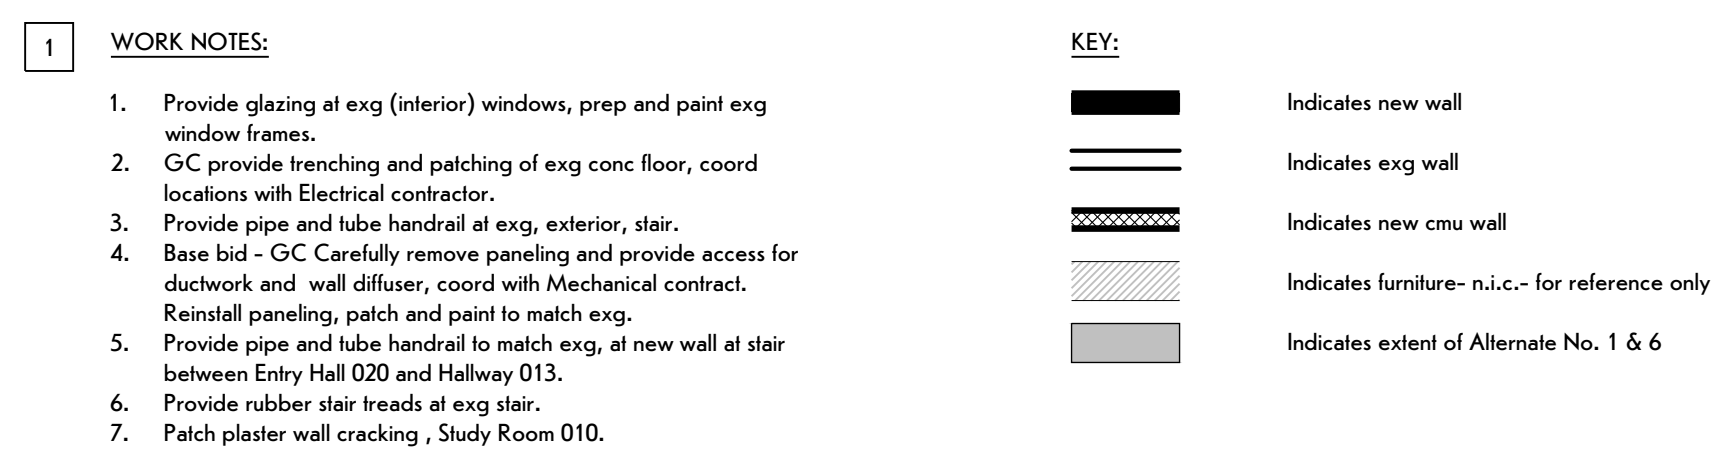 1
WORK NOTES:
1. Provide glazing at exg (interior) windows, prep and paint exg
window frames.
2. GC provide trenching and patching of exg conc floor, coord
locations with Electrical contractor.
3. Provide pipe and tube handrail at exg, exterior, stair.
4. Base bid - GC Carefully remove paneling and provide access for
ductwork and wall diffuser, coord with Mechanical contract.
Reinstall paneling, patch and paint to match exg.
5. Provide pipe and tube handrail to match exg, at new wall at stair
between Entry Hall 020 and Hallway 013.
6. Provide rubber stair treads at exg stair.
7. Patch plaster wall cracking , Study Room 010.
KEY:
Indicates new wall
Indicates exg wall
Indicates new cmu wall
Indicates furniture- n.i.c.- for reference only
Indicates extent of Alternate No. 1 & 6